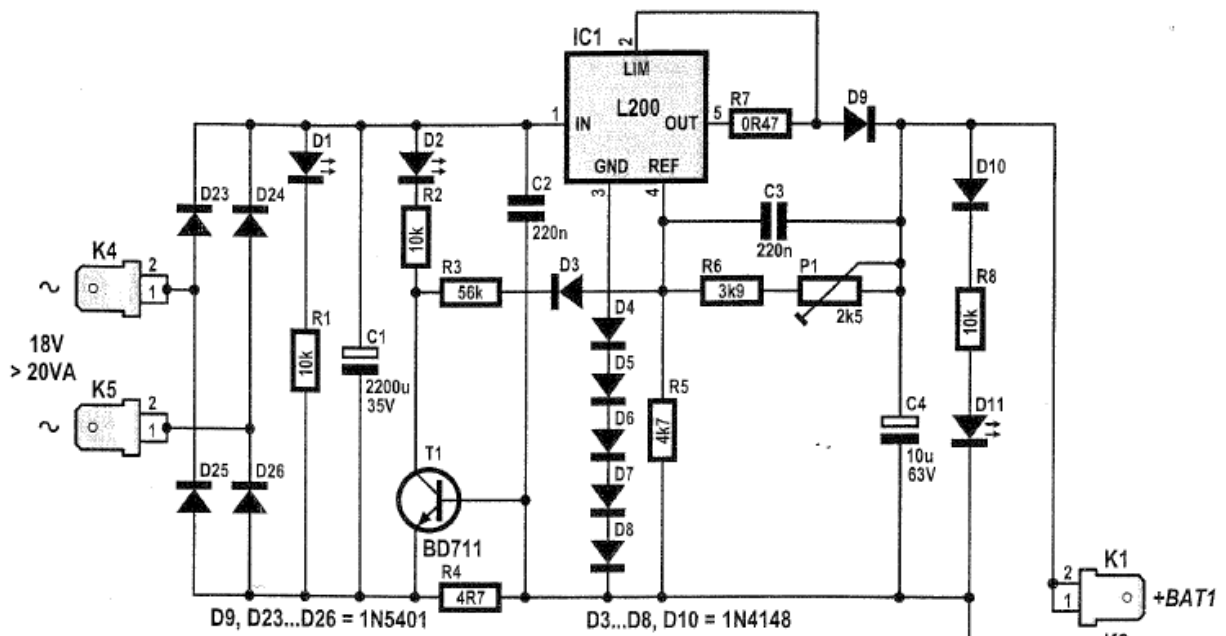 IC1
2
LIM
L200
1
IN
OUT
5
GND
REF
3
4
R7
0R47
D9
D1
D2
R2
10k
C2
220n
D10
D23
D24
C3
220n
K4
2
1
~
R3
56k
D3
R6
3k9
P1
2k5
R8
10k
18V
> 20VA
R1
10k
C1
2200u
35V
D4
D5
D6
D7
D8
R5
4k7
K5
2
1
~
C4
10u
63V
D11
D25
D26
T1
BD711
R4
4R7
K1
2
1
+BAT1
D9, D23...D26 = 1N5401
D3...D8, D10 = 1N4148